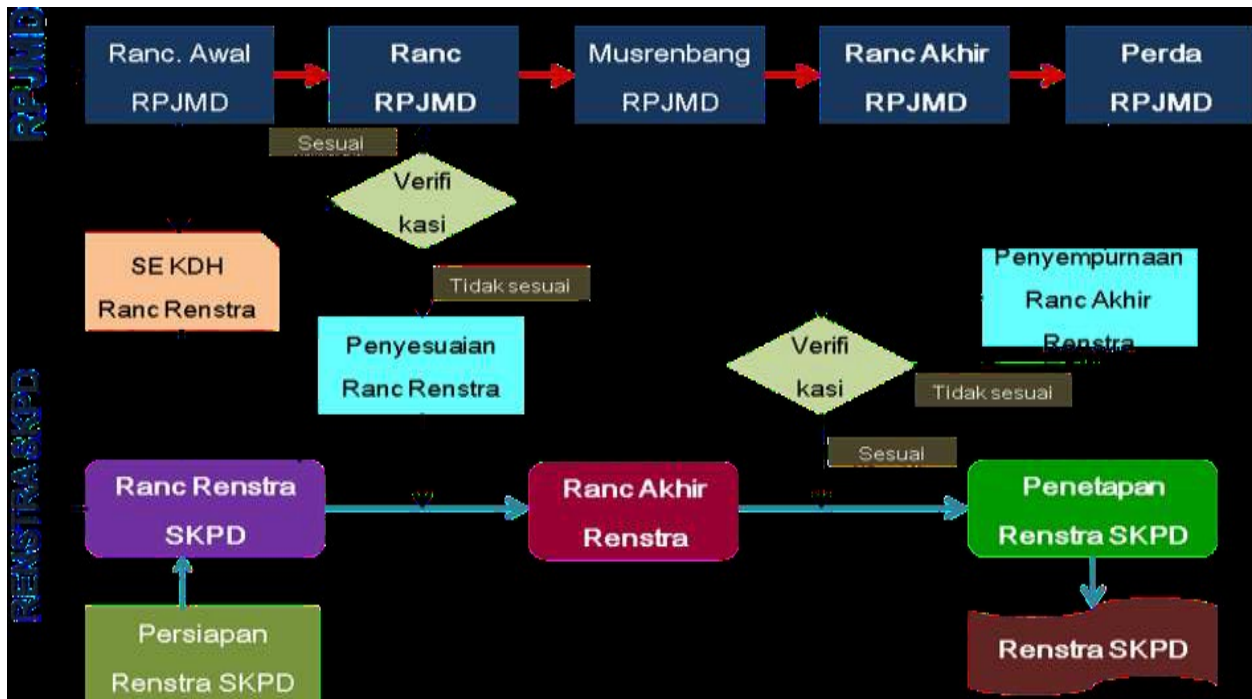 RPJMD
Ranc. Awal
RPJMD
Ranc
RPJMD
Musrenbang
RPJMD
Ranc Akhir
RPJMD
Perda
RPJMD
Sesuai
Verifi
kasi
SE KDH
Ranc Renstra
Tidak sesuai
Penyesuaian
Ranc Renstra
Verifi
kasi
Penyempurnaan
Ranc Akhir
Renstra
Tidak sesuai
Sesuai
RENSTRA SKPD
Ranc Renstra
SKPD
Ranc Akhir
Renstra
Penetapan
Renstra SKPD
Persiapan
Renstra SKPD
Renstra SKPD